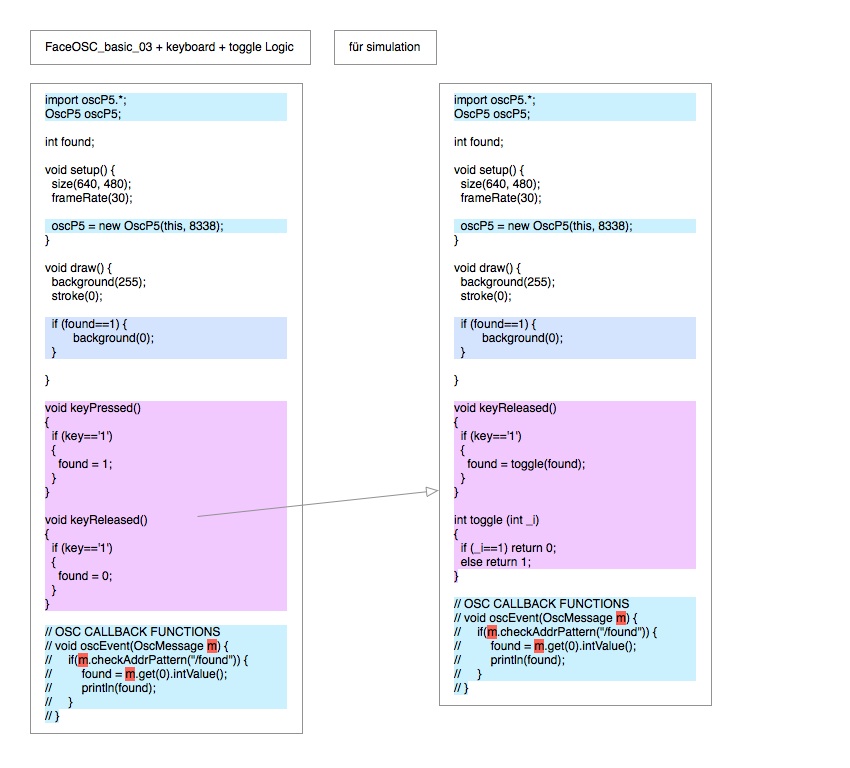 FaceOSC_basic_03 + keyboard + toggle Logic
für simulation
import oscP5.*;
OscP5 oscP5;
int found;
void setup() {
size(640, 480);
frameRate(30);
oscP5 = new OscP5(this, 8338);
}
void draw() {
background(255);
stroke(0);
if (found==1) {
background(0);
}
}
void keyPressed()
{
if (key=='1')
{
found = 1;
}
}
void keyReleased()
{
if (key=='1')
{
found = 0;
}
}
// OSC CALLBACK FUNCTIONS
// void oscEvent(OscMessage m) {
// if(m.checkAddrPattern("/found")) {
// found = m.get(0).intValue();
// println(found);
// }
// }
import oscP5.*;
OscP5 oscP5;
int found;
void setup() {
size(640, 480);
frameRate(30);
oscP5 = new OscP5(this, 8338);
}
void draw() {
background(255);
stroke(0);
if (found==1) {
background(0);
}
}
void keyReleased()
{
if (key=='1')
{
found = toggle(found);
}
}
int toggle (int _i)
{
if (_i==1) return 0;
else return 1;
}
// OSC CALLBACK FUNCTIONS
// void oscEvent(OscMessage m) {
// if(m.checkAddrPattern("/found")) {
// found = m.get(0).intValue();
// println(found);
// }
// }